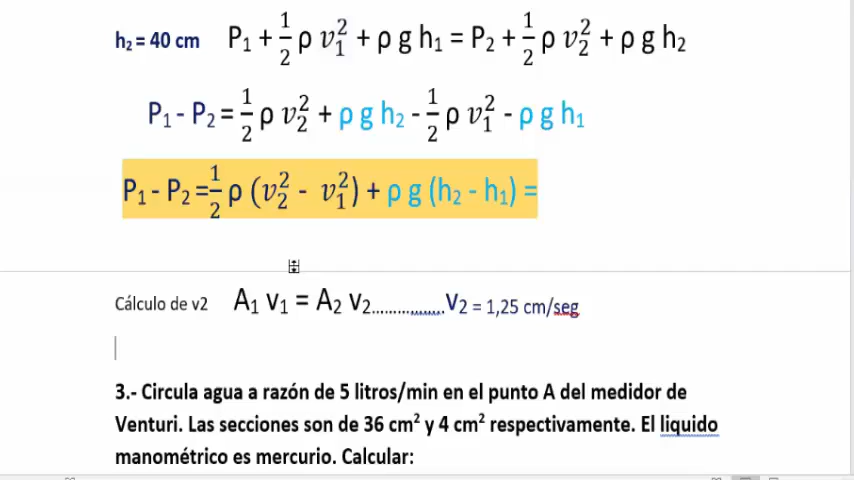 h₂ = 40 cm P₁ + 1/2 ρ v₁² + ρ g h₁ = P₂ + 1/2 ρ v₂² + ρ g h₂
P₁ - P₂ = 1/2 ρ v₂² + ρ g h₂ - 1/2 ρ v₁² - ρ g h₁
P₁ - P₂ = 1/2 ρ (v₂² - v₁²) + ρ g (h₂ - h₁) =
Cálculo de v2 A₁ v₁ = A₂ v₂....................v₂ = 1,25 cm/seg
3.- Circula agua a razón de 5 litros/min en el punto A del medidor de
Venturi. Las secciones son de 36 cm² y 4 cm² respectivamente. El liquido
manométrico es mercurio. Calcular: